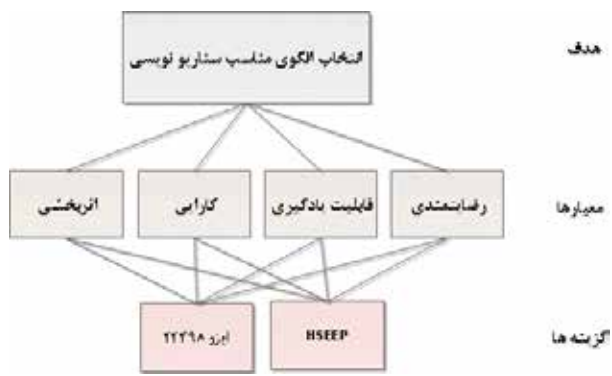 هدف
انتخاب الگوی مناسب سناریو نویسی
معیارها
رضایتمندی
قابلیت یادگیری
کارایی
اثربخشی
گزینه ها
HSEEP
ایزو ۲۲۳۹۸